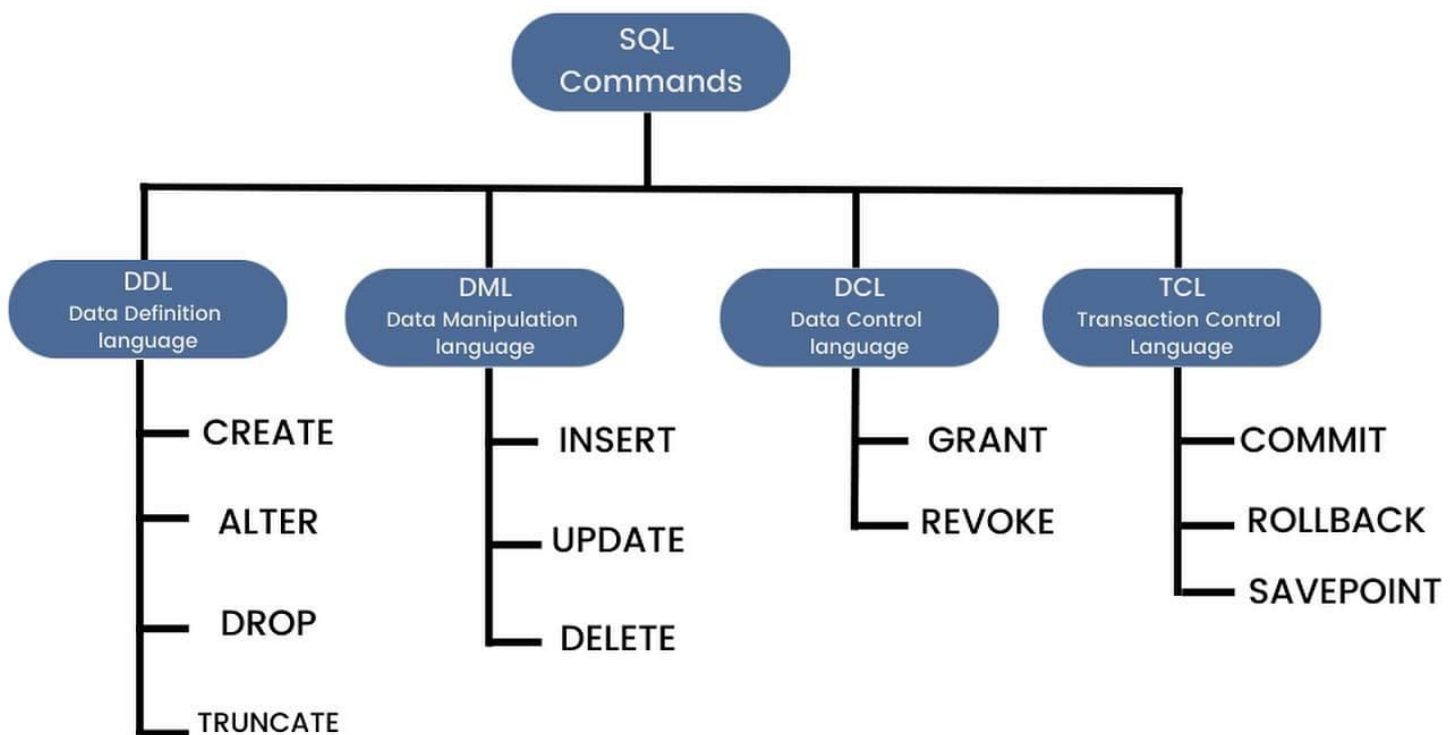 SQL
Commands
DDL
Data Definition
language
CREATE
ALTER
DROP
TRUNCATE
DML
Data Manipulation
language
INSERT
UPDATE
DELETE
DCL
Data Control
language
GRANT
REVOKE
TCL
Transaction Control
Language
COMMIT
ROLLBACK
SAVEPOINT